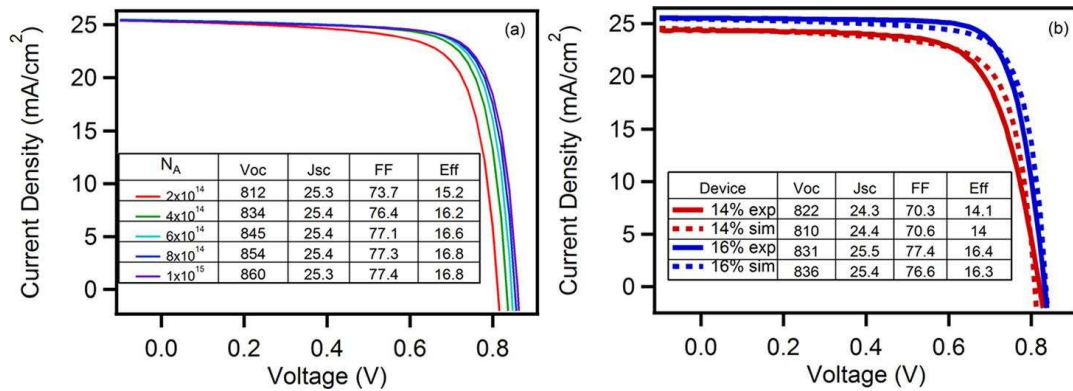 (a)
Current Density (mA/cm²)
25
20
15
10
5
0
N_A Voc Jsc FF Eff
2x10¹⁴ 812 25.3 73.7 15.2
4x10¹⁴ 834 25.4 76.4 16.2
6x10¹⁴ 845 25.4 77.1 16.6
8x10¹⁴ 854 25.4 77.3 16.8
1x10¹⁵ 860 25.3 77.4 16.8
0.0 0.2 0.4 0.6 0.8
Voltage (V)
(b)
Current Density (mA/cm²)
25
20
15
10
5
0
Device Voc Jsc FF Eff
14% exp 822 24.3 70.3 14.1
14% sim 810 24.4 70.6 14
16% exp 831 25.5 77.4 16.4
16% sim 836 25.4 76.6 16.3
0.0 0.2 0.4 0.6 0.8
Voltage (V)